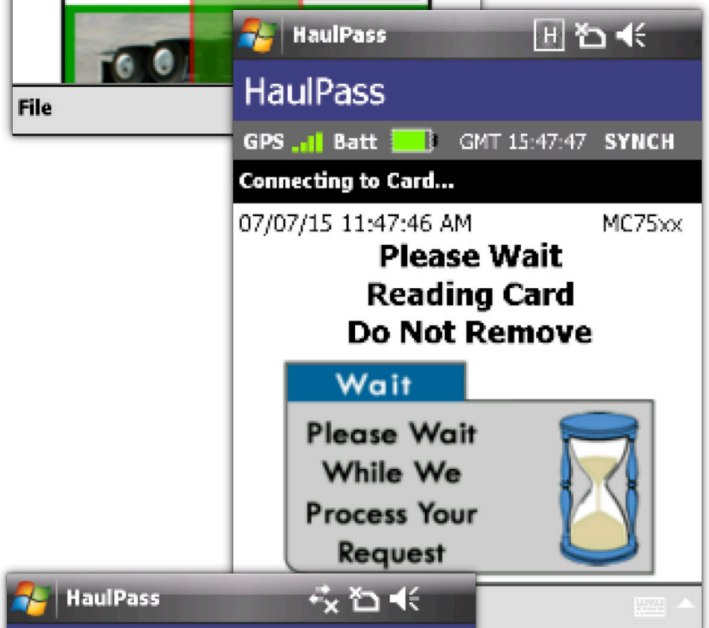 File
HaulPass
H
HaulPass
GPS Batt GMT 15:47:47 SYNCH
Connecting to Card...
07/07/15 11:47:46 AM MC75xx
Please Wait
Reading Card
Do Not Remove
Wait
Please Wait
While We
Process Your
Request
HaulPass